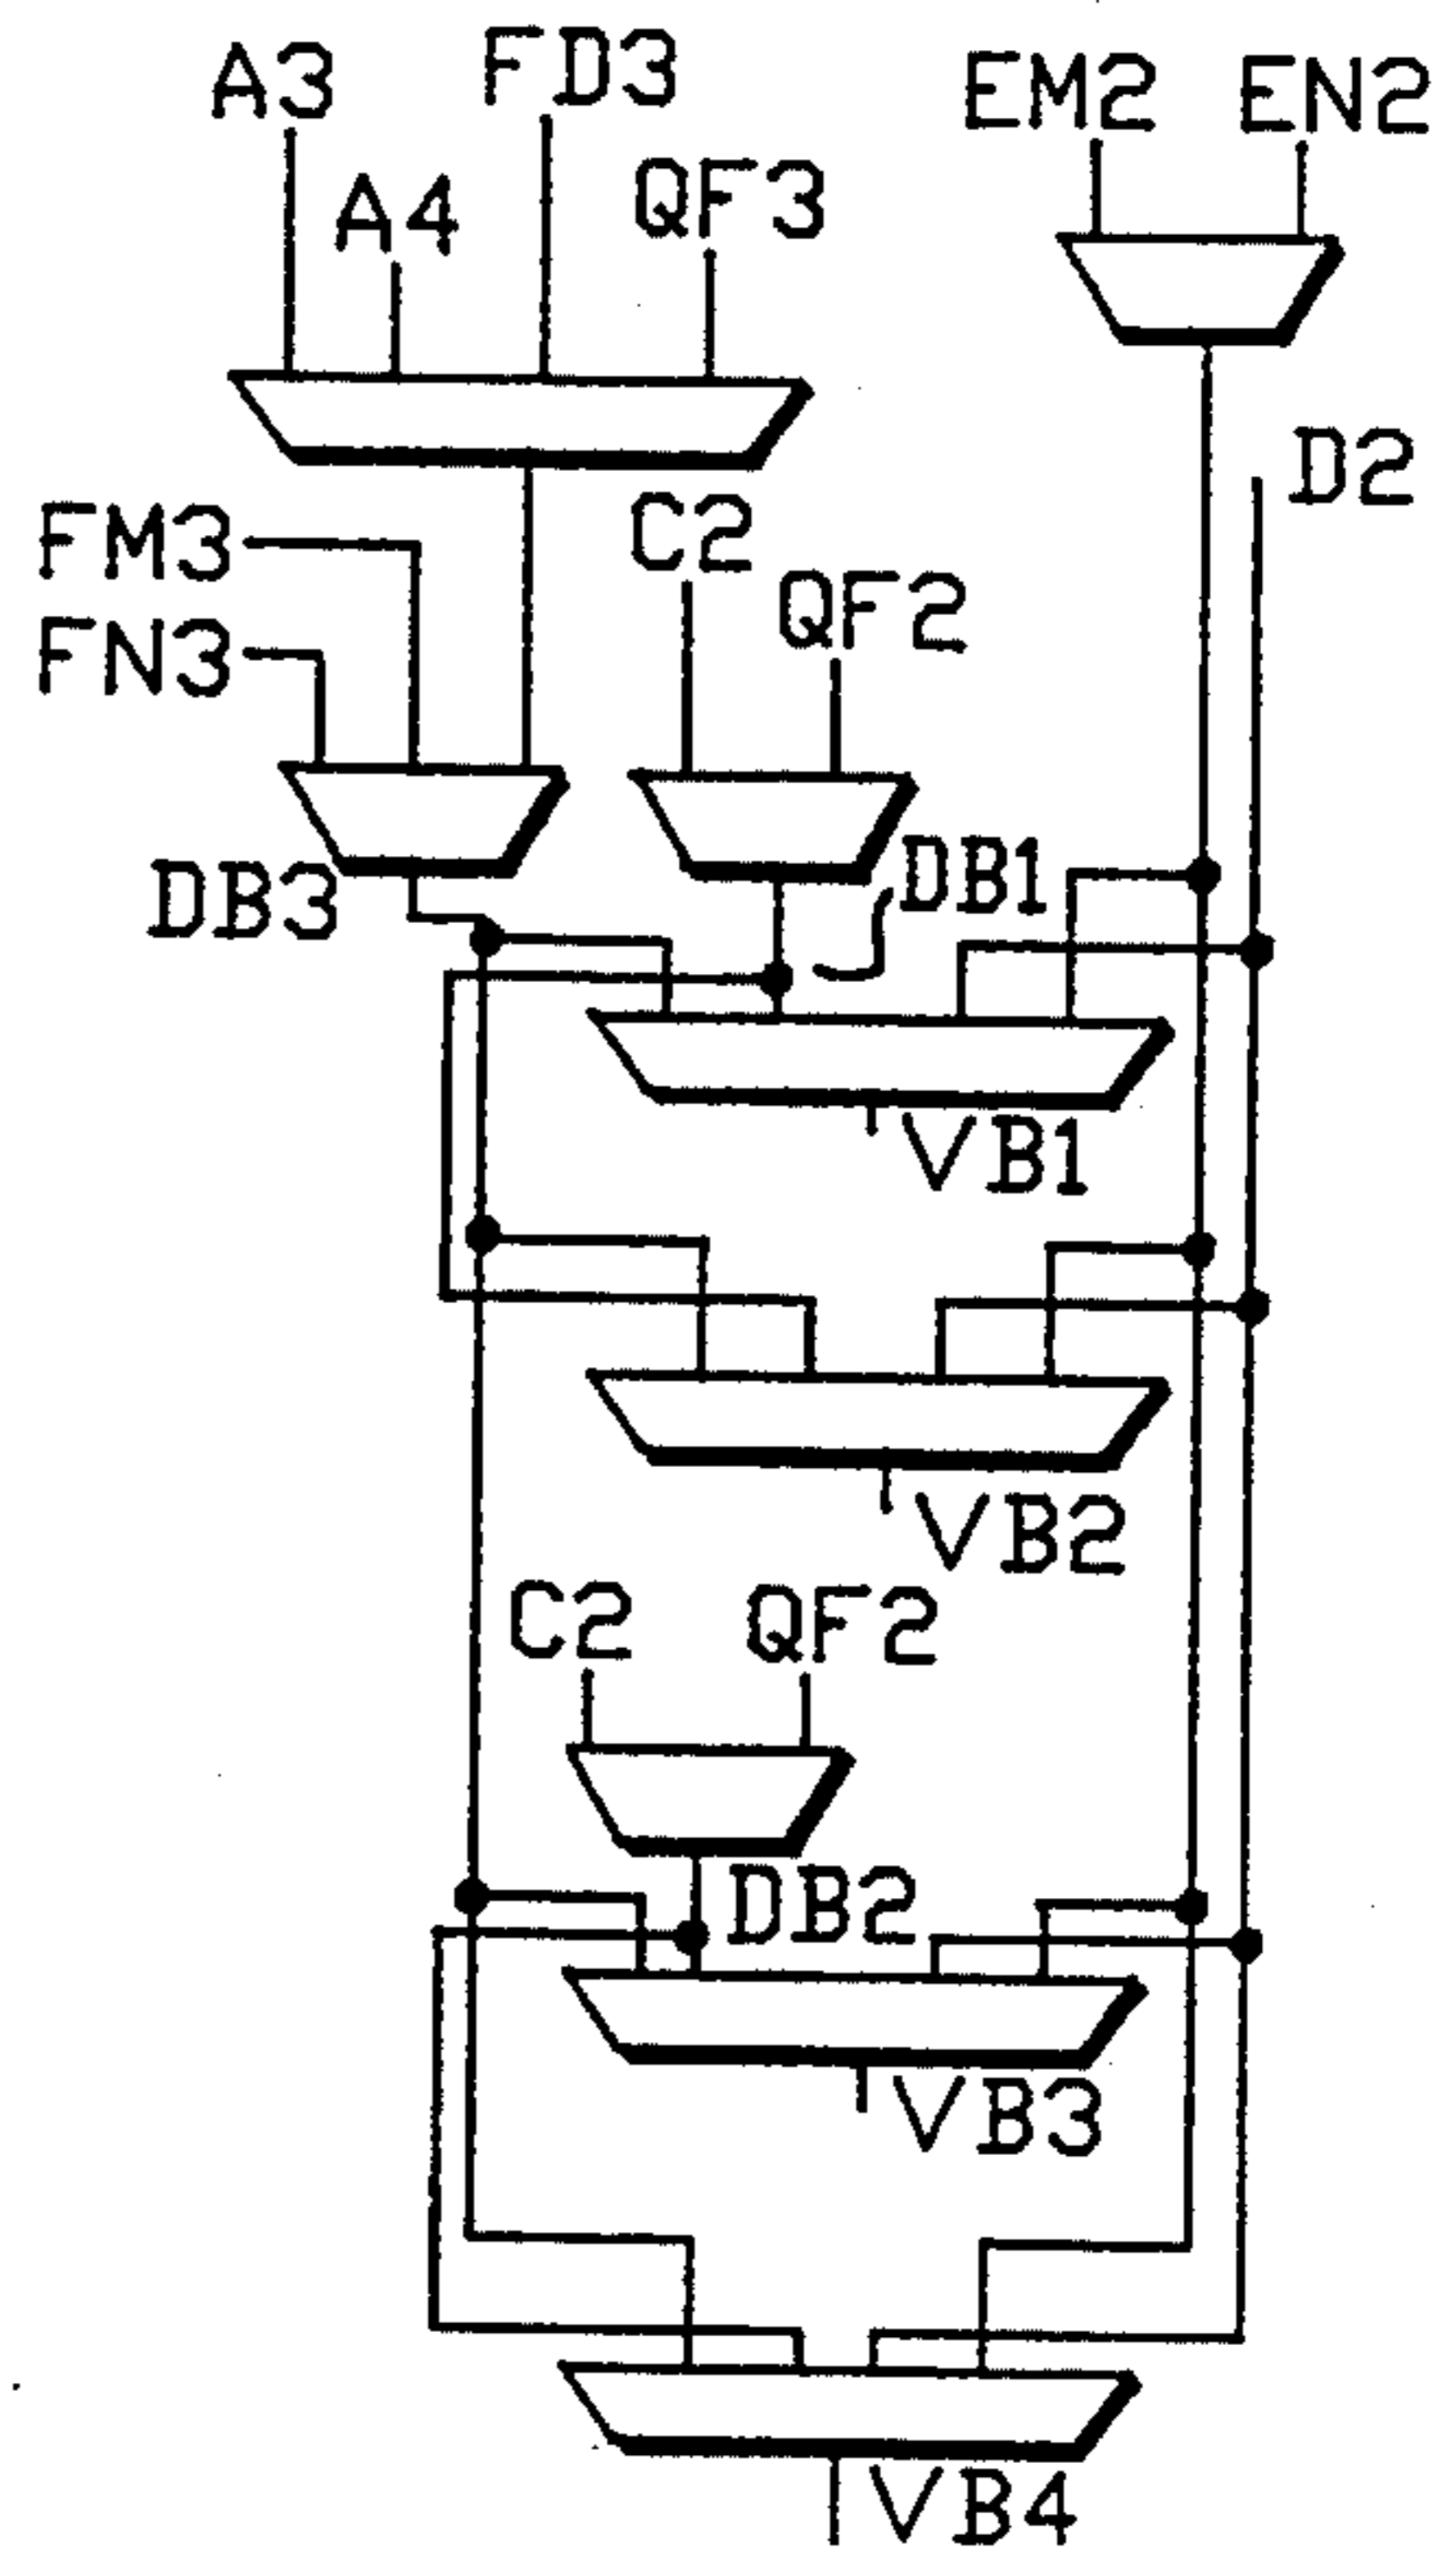 A3
FD3
EM2
EN2
A4
QF3
D2
FM3
C2
QF2
FN3
DB3
DB1
VB1
VB2
C2
QF2
DB2
VB3
VB4